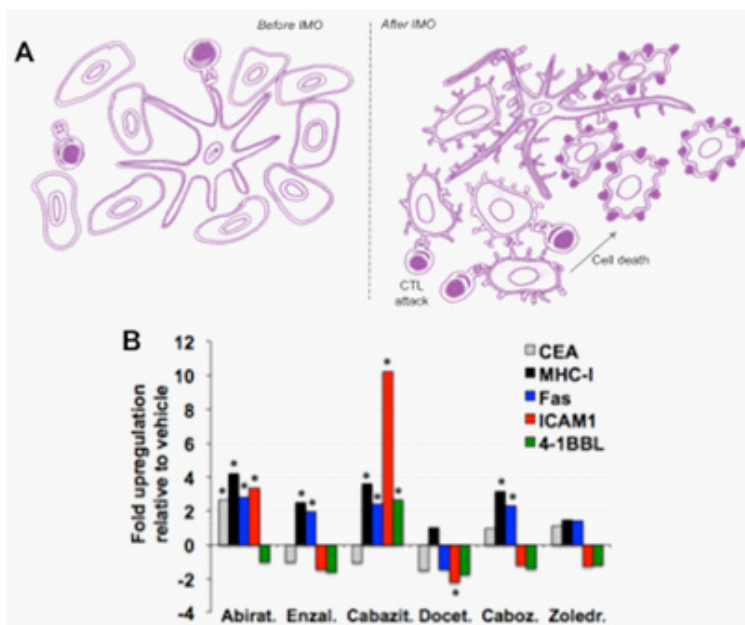 A
Before IMO
After IMO
CTL
attack
Cell death
B
Fold upregulation
relative to vehicle
12
10
8
6
4
2
0
-2
-4
CEA
MHC-I
Fas
ICAM1
4-1BBL
* * * * * * * * * * * * * *
Abirat. Enzal. Cabazit. Docet. Caboz. Zoledr.